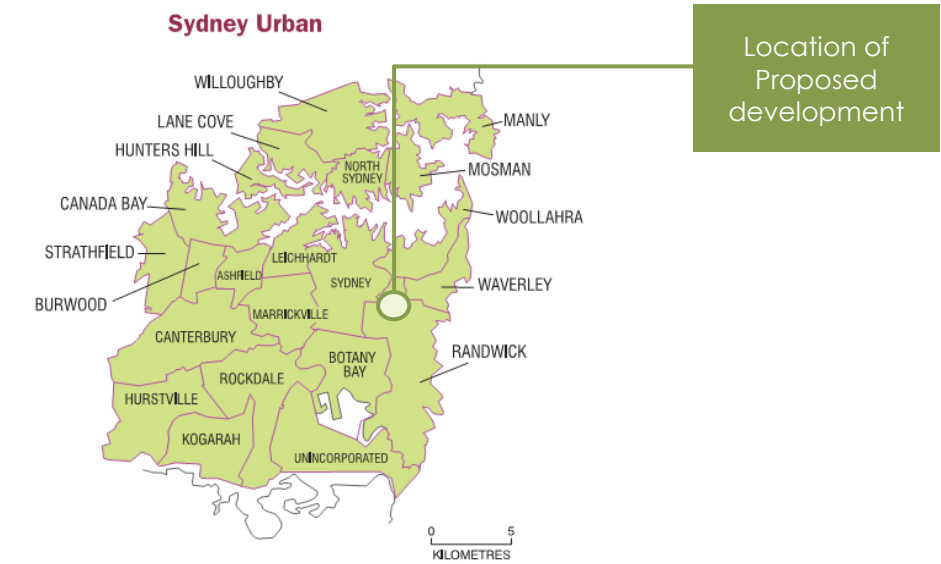 Sydney Urban
Location of
Proposed
development
WILLOUGHBY
LANE COVE
HUNTERS HILL
MANLY
NORTH
SYDNEY
MOSMAN
CANADA BAY
WOOLLAHRA
STRATHFIELD
LEICHHARDT
ASHFIELD
SYDNEY
WAVERLEY
BURWOOD
MARRICKVILLE
CANTERBURY
RANDWICK
BOTANY
BAY
ROCKDALE
HURSTVILLE
KOGARAH
UNINCORPORATED
0 5
KILOMETRES